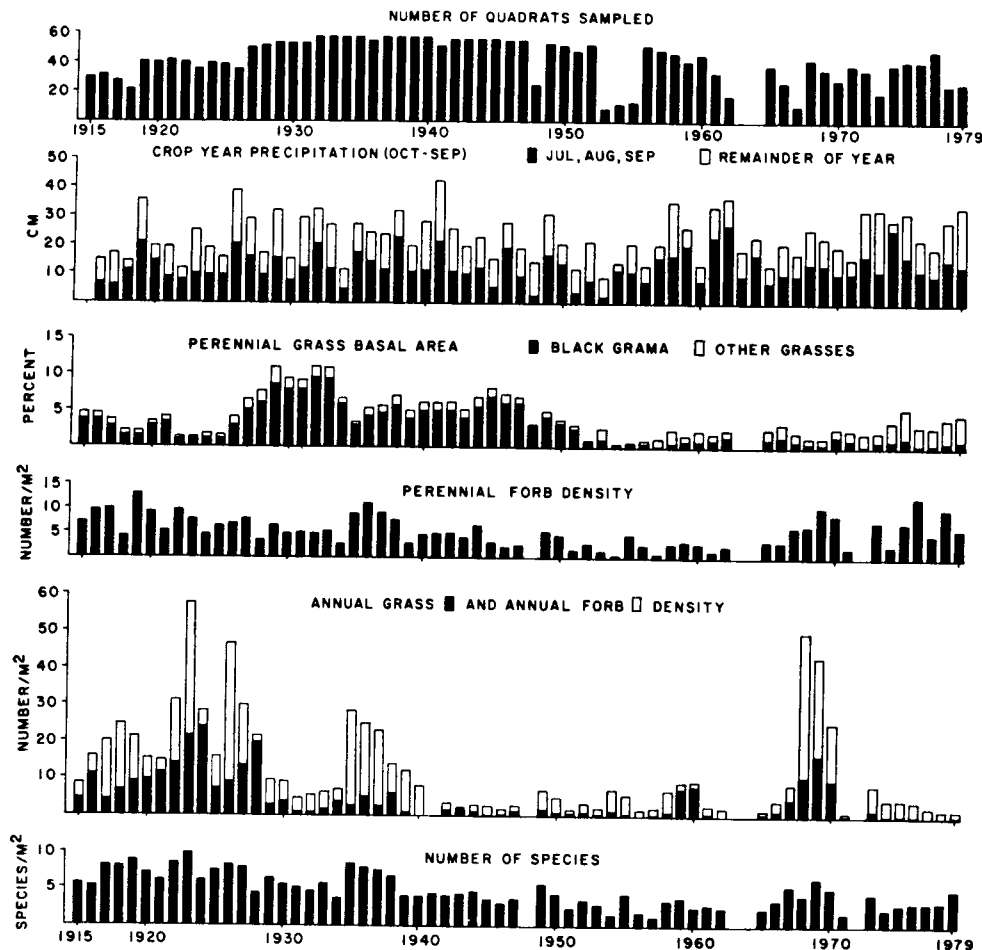 NUMBER OF QUADRATS SAMPLED
60
40
20
1915 1920 1930 1940 1950 1960 1970 1979
CROP YEAR PRECIPITATION (OCT-SEP) JUL, AUG, SEP REMAINDER OF YEAR
50
40
30
20
10
CM
PERENNIAL GRASS BASAL AREA BLACK GRAMA OTHER GRASSES
15
10
5
PERCENT
PERENNIAL FORB DENSITY
15
10
5
NUMBER/M²
ANNUAL GRASS AND ANNUAL FORB DENSITY
60
50
40
30
20
10
NUMBER/M²
NUMBER OF SPECIES
10
5
SPECIES/M²
1915 1920 1930 1940 1950 1960 1970 1979